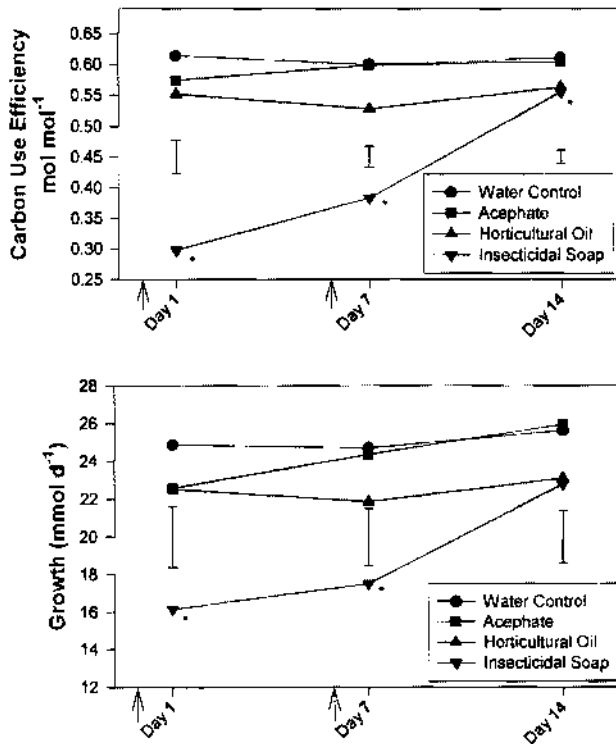 Carbon Use Efficiency
mol mol-1
0.65
0.60
0.55
0.50
0.45
0.40
0.35
0.30
0.25
Water Control
Acephate
Horticultural Oil
Insecticidal Soap
Day 1
Day 7
Day 14
Growth (mmol d-1)
28
26
24
22
20
18
16
14
12
Water Control
Acephate
Horticultural Oil
Insecticidal Soap
Day 1
Day 7
Day 14